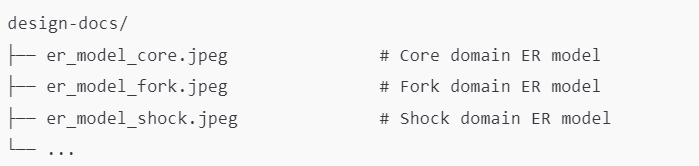 design-docs/
├── er_model_core.jpeg              # Core domain ER model
├── er_model_fork.jpeg              # Fork domain ER model
├── er_model_shock.jpeg             # Shock domain ER model
└── ...